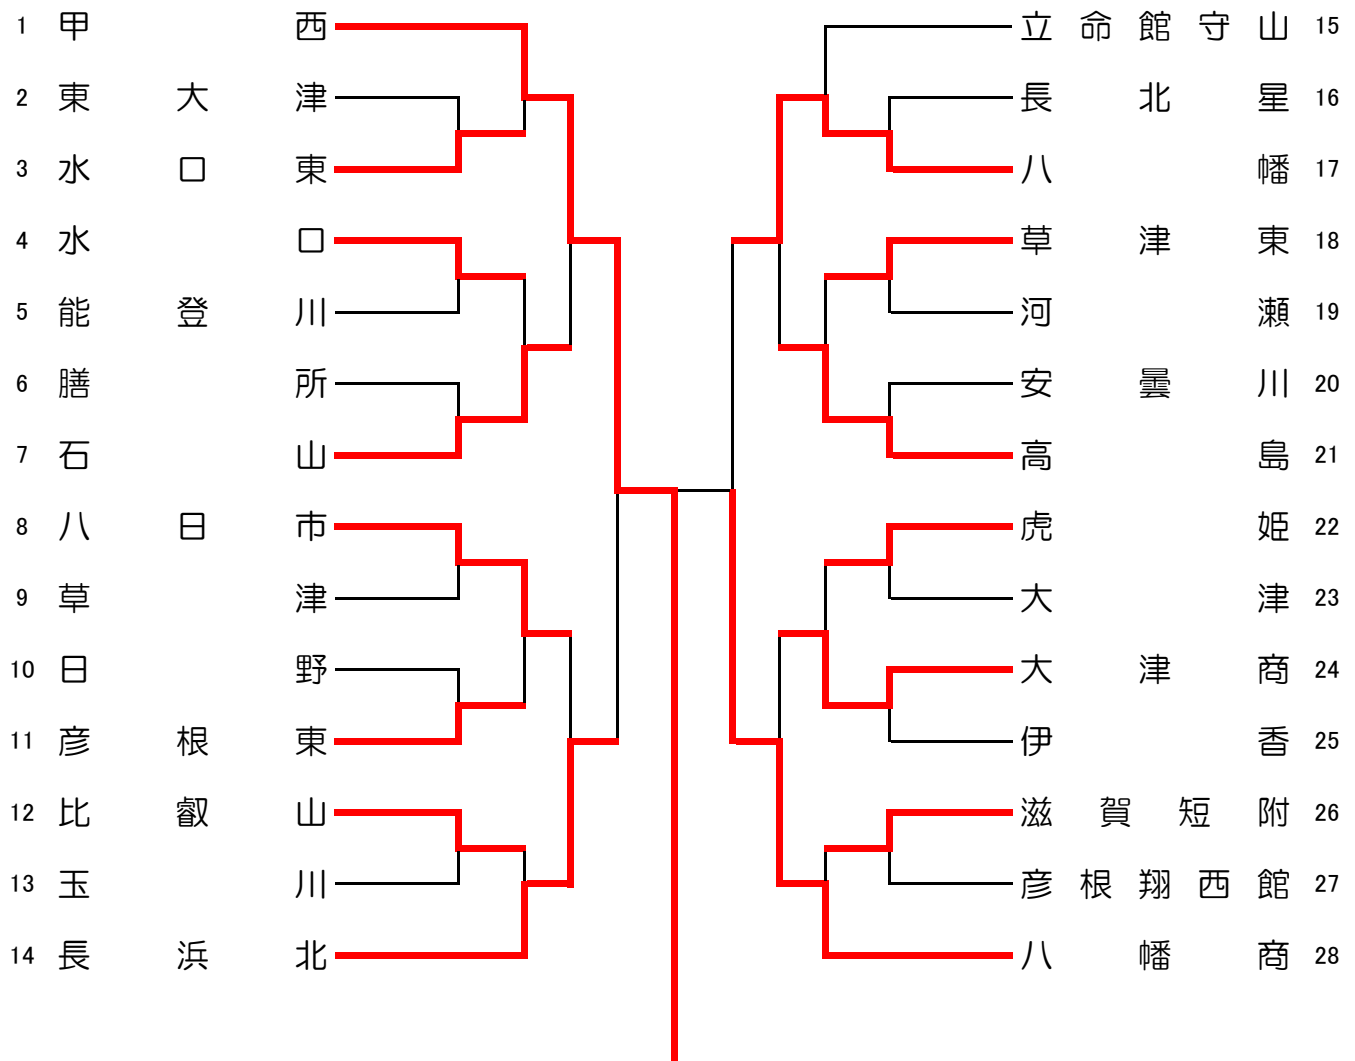 1 甲西
2 東大津
3 水口東
4 水口
5 能登川
6 膳所
7 石山
8 八日市
9 草津
10 日野
11 彦根東
12 比叡山
13 玉川
14 長浜北
立命館守山 15
長北星 16
八幡 17
草津東 18
河瀬 19
安曇川 20
高島 21
虎姫 22
大津 23
大津商 24
伊香 25
滋賀短附 26
彦根翔西館 27
八幡商 28